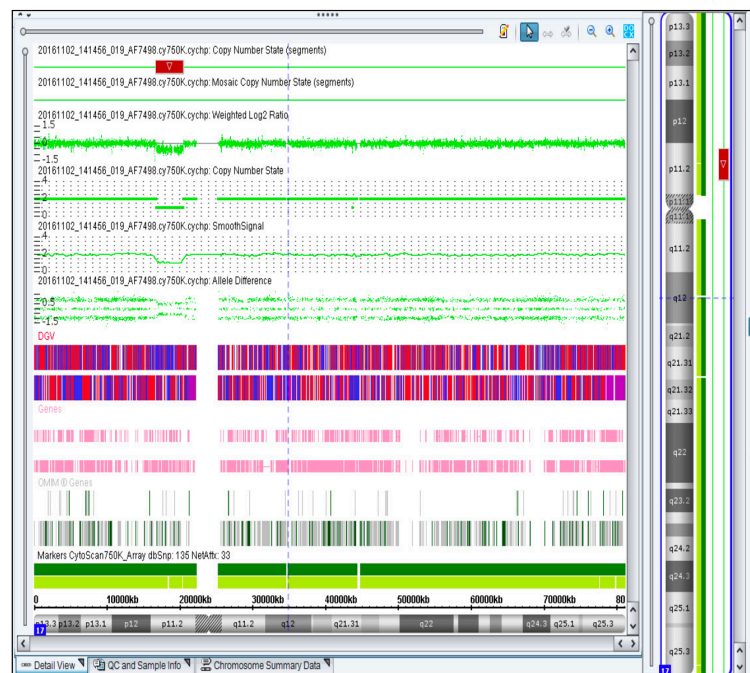 20161102_141456_019_AF7498.cy750K.cychp: Copy Number State (segments)
20161102_141456_019_AF7498.cy750K.cychp: Mosaic Copy Number State (segments)
20161102_141456_019_AF7498.cy750K.cychp: Weighted Log2 Ratio
1.5
0
-1.5
20161102_141456_019_AF7498.cy750K.cychp: Copy Number State
4
2
0
20161102_141456_019_AF7498.cy750K.cychp: SmoothSignal
4
2
0
20161102_141456_019_AF7498.cy750K.cychp: Allele Difference
0.5
-1.5
DGV
Genes
OMIM ® Genes
Markers CytoScan750K_Array dbSnp: 135 NetAffx: 33
0 10000kb 20000kb 30000kb 40000kb 50000kb 60000kb 70000kb 80
p13.3 p13.2 p13.1 p12 p11.2 q11.2 q12 q21.31 q22 q24.3 q25.1 q25.3
17
Detail View QC and Sample Info Chromosome Summary Data
p13.3
p13.2
p13.1
p12
p11.2
p11.1
q11.1
q11.2
q12
q21.2
q21.31
q21.32
q21.33
q22
q23.2
q24.2
q24.3
q25.1
q25.3
17